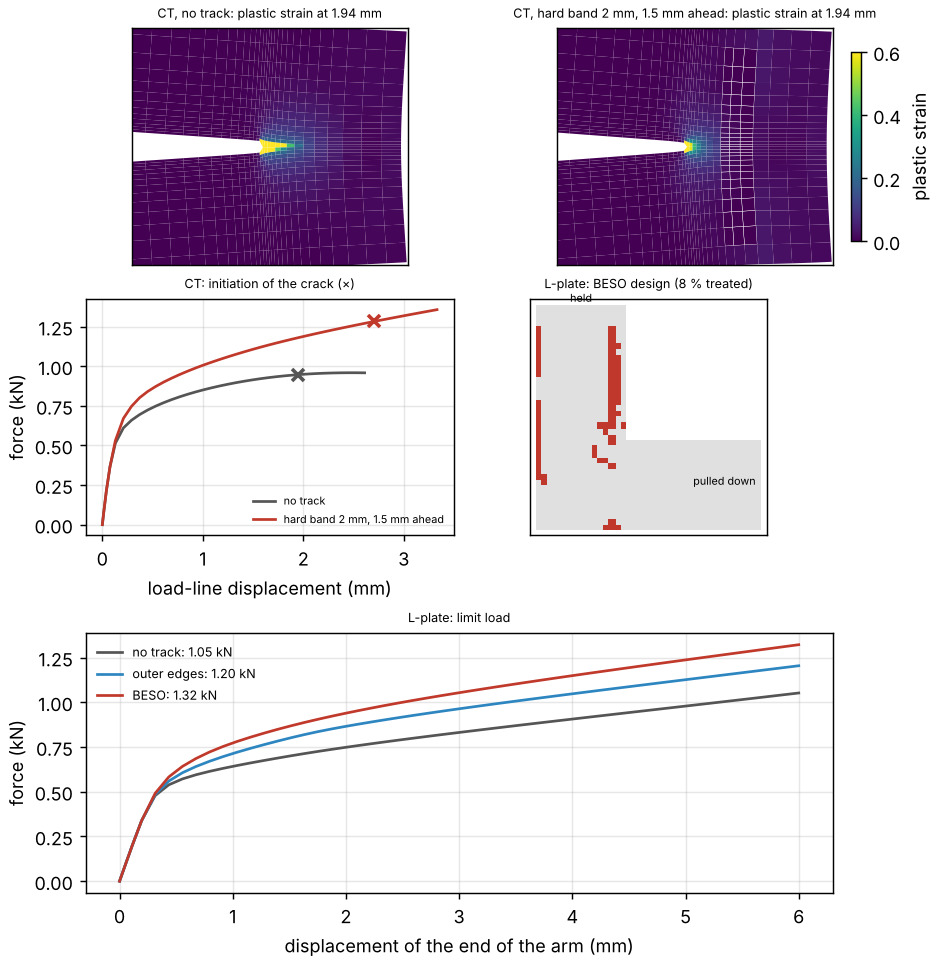 CT, no track: plastic strain at 1.94 mm
CT, hard band 2 mm, 1.5 mm ahead: plastic strain at 1.94 mm
0.6
0.4
0.2
0.0
plastic strain
CT: initiation of the crack (×)
1.25
1.00
0.75
0.50
0.25
0.00
force (kN)
no track
hard band 2 mm, 1.5 mm ahead
0
1
2
3
load-line displacement (mm)
L-plate: BESO design (8 % treated)
held
pulled down
L-plate: limit load
1.25
1.00
0.75
0.50
0.25
0.00
force (kN)
no track: 1.05 kN
outer edges: 1.20 kN
BESO: 1.32 kN
0
1
2
3
4
5
6
displacement of the end of the arm (mm)